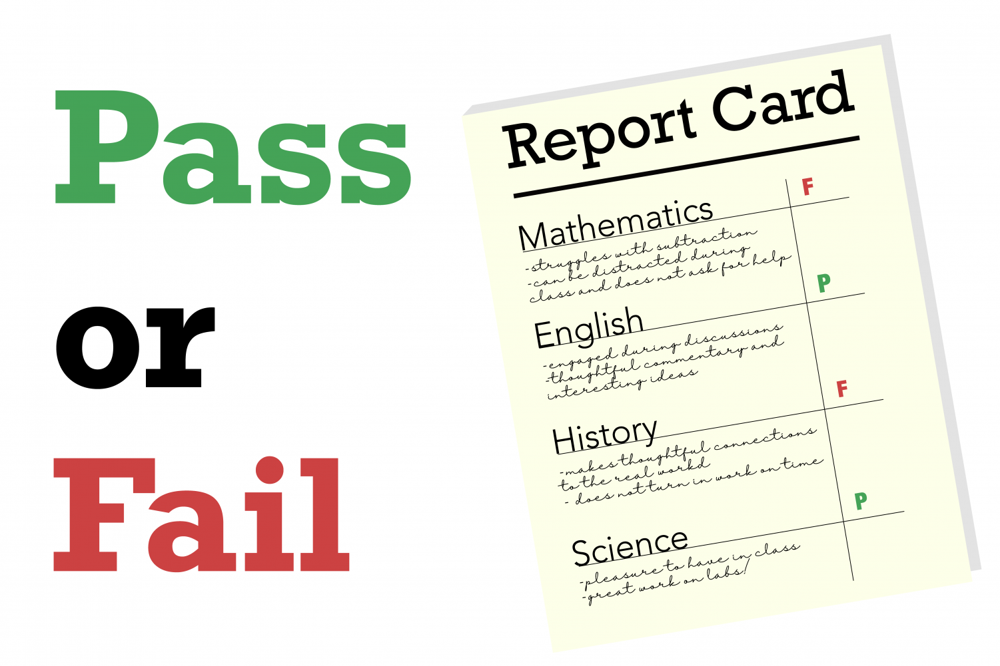 Pass
or
Fail
Report Card
Mathematics F
-struggles with subtraction
-can be distracted during
class and does not ask for help
English P
-engaged during discussions
-thoughtful commentary and
interesting ideas
History F
-makes thoughtful connections
to the real workd
- does not turn in work on time
Science P
-pleasure to have in class
-great work on labs!